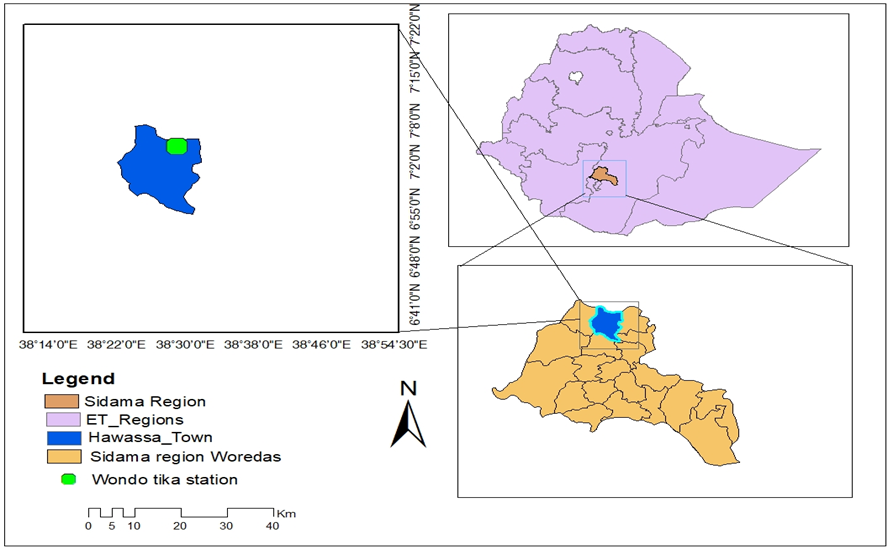 7°22'0"N
7°15'0"N
7°8'0"N
7°2'0"N
6°55'0"N
6°48'0"N
6°41'0"N
38°14'0"E 38°22'0"E 38°30'0"E 38°38'0"E 38°46'0"E 38°54'30"E
Legend
Sidama Region
ET_Regions
Hawassa_Town
Sidama region Woredas
Wondo tika station
N
Km
0 5 10 20 30 40